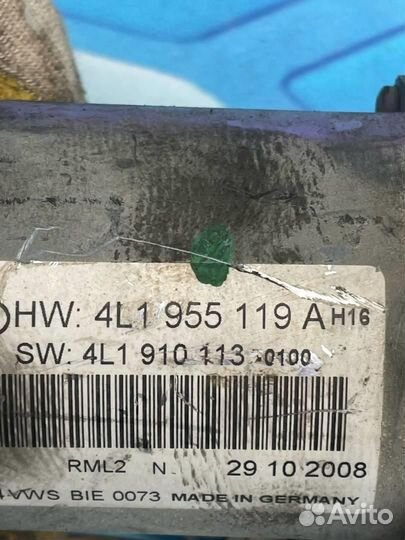 HW: 4L1 955 119 A H16
SW: 4L1 910 113 -0100
RML2 N 29 10 2008
VWS BIE 0073 MADE IN GERMANY
Avito